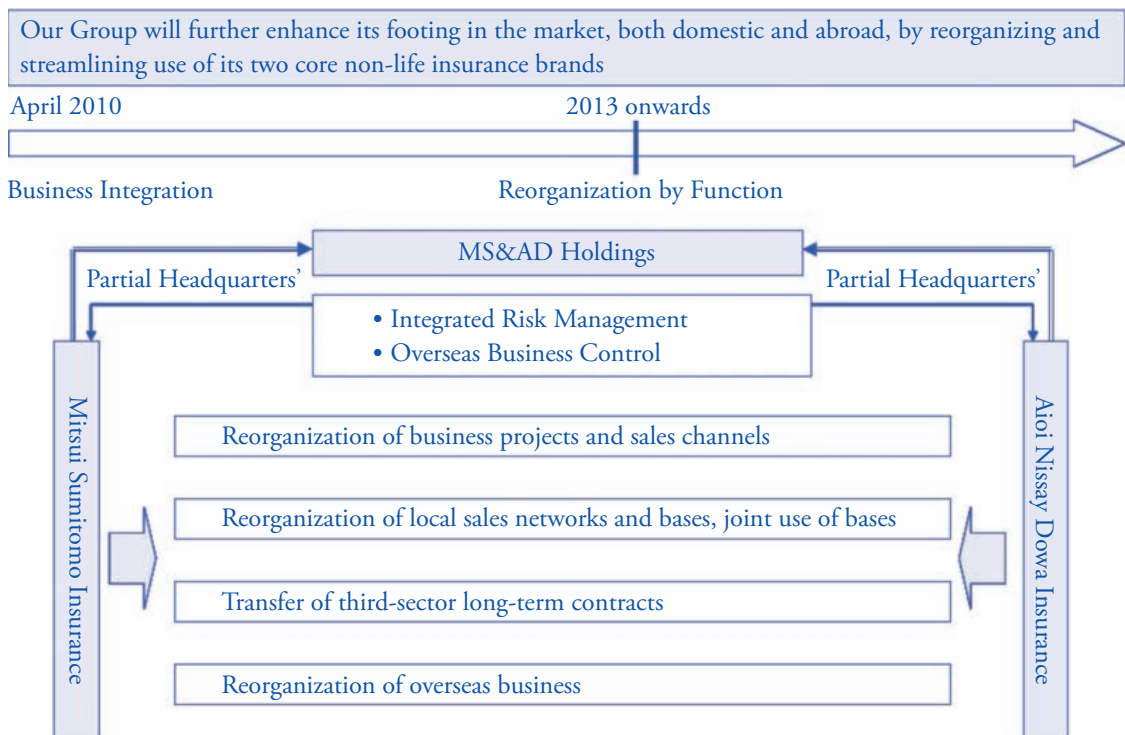 Our Group will further enhance its footing in the market, both domestic and abroad, by reorganizing and
streamlining use of its two core non-life insurance brands
April 2010
2013 onwards
Business Integration
Reorganization by Function
MS&AD Holdings
Partial Headquarters’
Partial Headquarters’
• Integrated Risk Management
• Overseas Business Control
Mitsui Sumitomo Insurance
Aioi Nissay Dowa Insurance
Reorganization of business projects and sales channels
Reorganization of local sales networks and bases, joint use of bases
Transfer of third-sector long-term contracts
Reorganization of overseas business